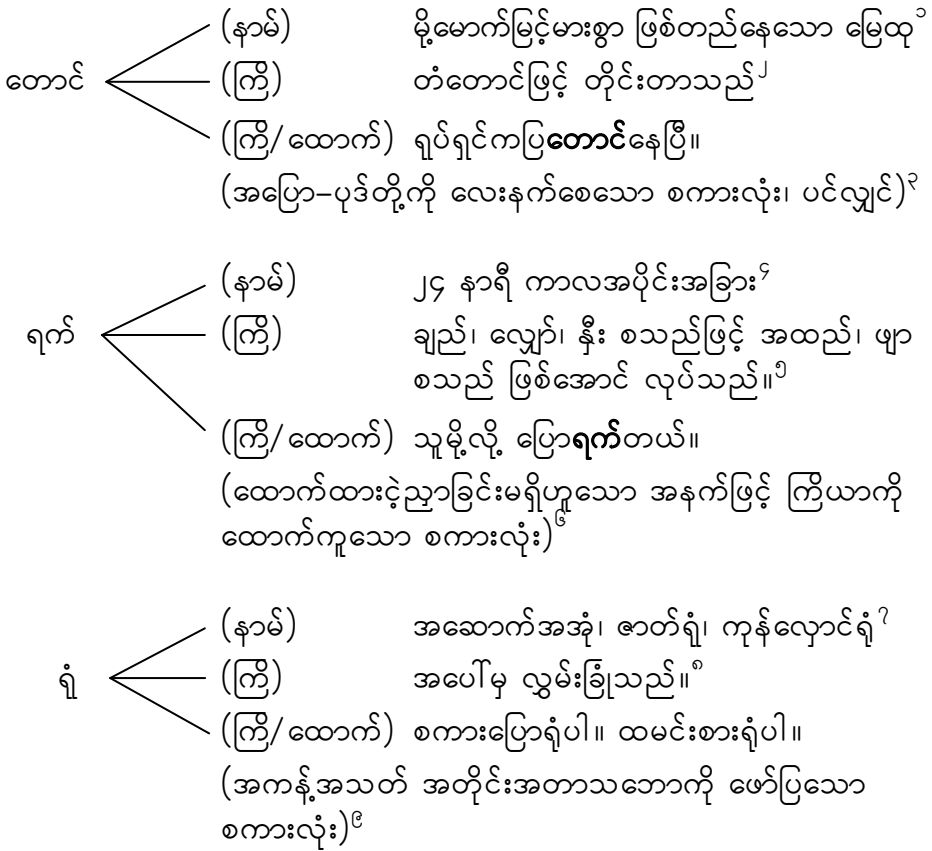 (နာမ်) မို့မောက်မြင့်မားစွာ ဖြစ်တည်နေသော မြေထု၁
တောင် (ကြိ) တံတောင်ဖြင့် တိုင်းတာသည်၂
(ကြိ/ထောက်) ရုပ်ရှင်ကပြတောင်နေပြီ။
(အပြော–ပုဒ်တို့ကို လေးနက်စေသော စကားလုံး၊ ပင်လျှင်)၃
(နာမ်) ၂၄ နာရီ ကာလအပိုင်းအခြား၄
ရက် (ကြိ) ချည်၊ လျှော်၊ နှီး စသည်ဖြင့် အထည်၊ ဖျာ
စသည် ဖြစ်အောင် လုပ်သည်။၅
(ကြိ/ထောက်) သူမို့လို့ ပြောရက်တယ်။
(ထောက်ထားငဲ့ညှာခြင်းမရှိဟူသော အနက်ဖြင့် ကြိယာကို
ထောက်ကူသော စကားလုံး)၆
(နာမ်) အဆောက်အအုံ၊ ဇာတ်ရုံ၊ ကုန်လှောင်ရုံ၇
ရုံ (ကြိ) အပေါ်မှ လွှမ်းခြုံသည်။၈
(ကြိ/ထောက်) စကားပြောရုံပါ။ ထမင်းစားရုံပါ။
(အကန့်အသတ် အတိုင်းအတာသဘောကို ဖော်ပြသော
စကားလုံး)၉